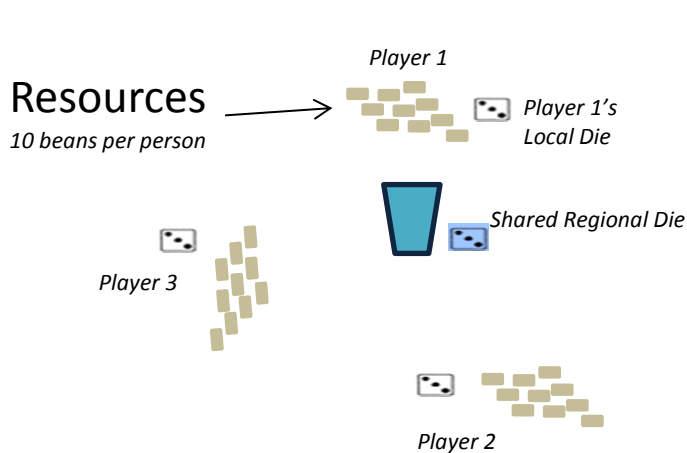 Player 1
Resources
10 beans per person
Player 1’s
Local Die
Shared Regional Die
Player 3
Player 2